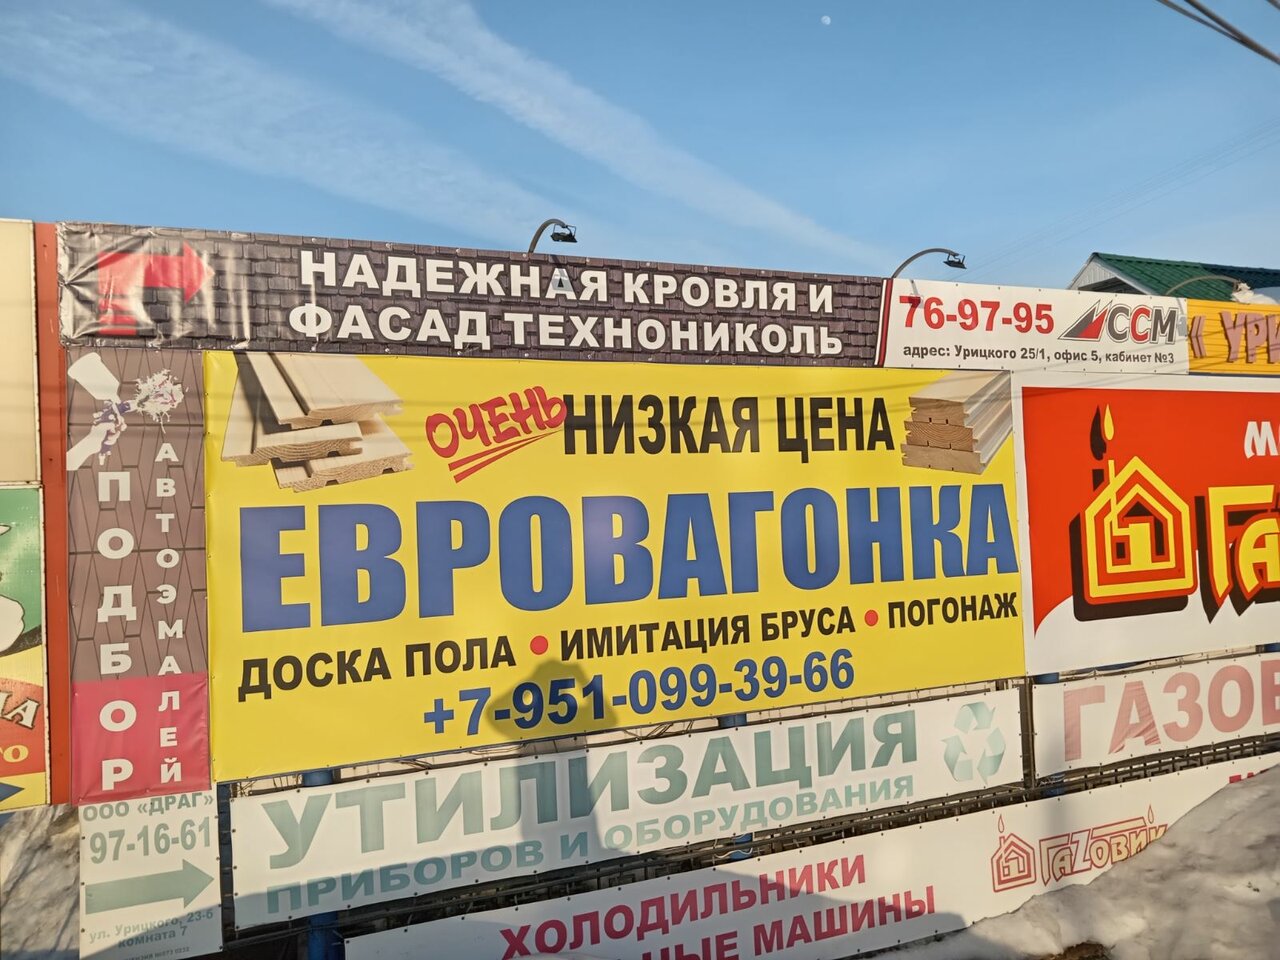 НАДЕЖНАЯ КРОВЛЯ И
ФАСАД ТЕХНОНИКОЛЬ
76-97-95
ССМ
адрес: Урицкого 25/1, офис 5, кабинет №3
ПОДБОР
АВТОЭМАЛЕЙ
ОЧЕНЬ НИЗКАЯ ЦЕНА
ЕВРОВАГОНКА
ДОСКА ПОЛА • ИМИТАЦИЯ БРУСА • ПОГОНАЖ
+7-951-099-39-66
ООО «ДРАГ»
97-16-61
ул. Урицкого, 23-б
комната 7
УТИЛИЗАЦИЯ
ПРИБОРОВ И ОБОРУДОВАНИЯ
ГАЗОВ
ГаZовик
ХОЛОДИЛЬНИКИ
ЬНЫЕ МАШИНЫ